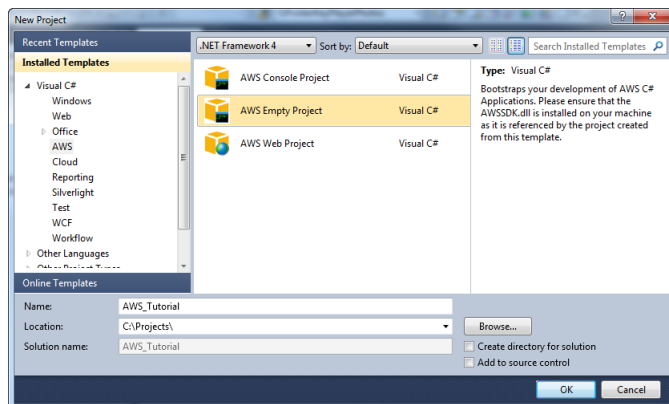 New Project
Recent Templates
Installed Templates
Visual C#
Windows
Web
Office
AWS
Cloud
Reporting
Silverlight
Test
WCF
Workflow
Other Languages
Other Project Types
Online Templates
.NET Framework 4
Sort by: Default
Search Installed Templates
AWS Console Project Visual C#
AWS Empty Project Visual C#
AWS Web Project Visual C#
Type: Visual C#
Bootstraps your development of AWS C#
Applications. Please ensure that the
AWSSDK.dll is installed on your machine
as it is referenced by the project created
from this template.
Name: AWS_Tutorial
Location: C:\Projects\
Browse...
Solution name: AWS_Tutorial
Create directory for solution
Add to source control
OK Cancel